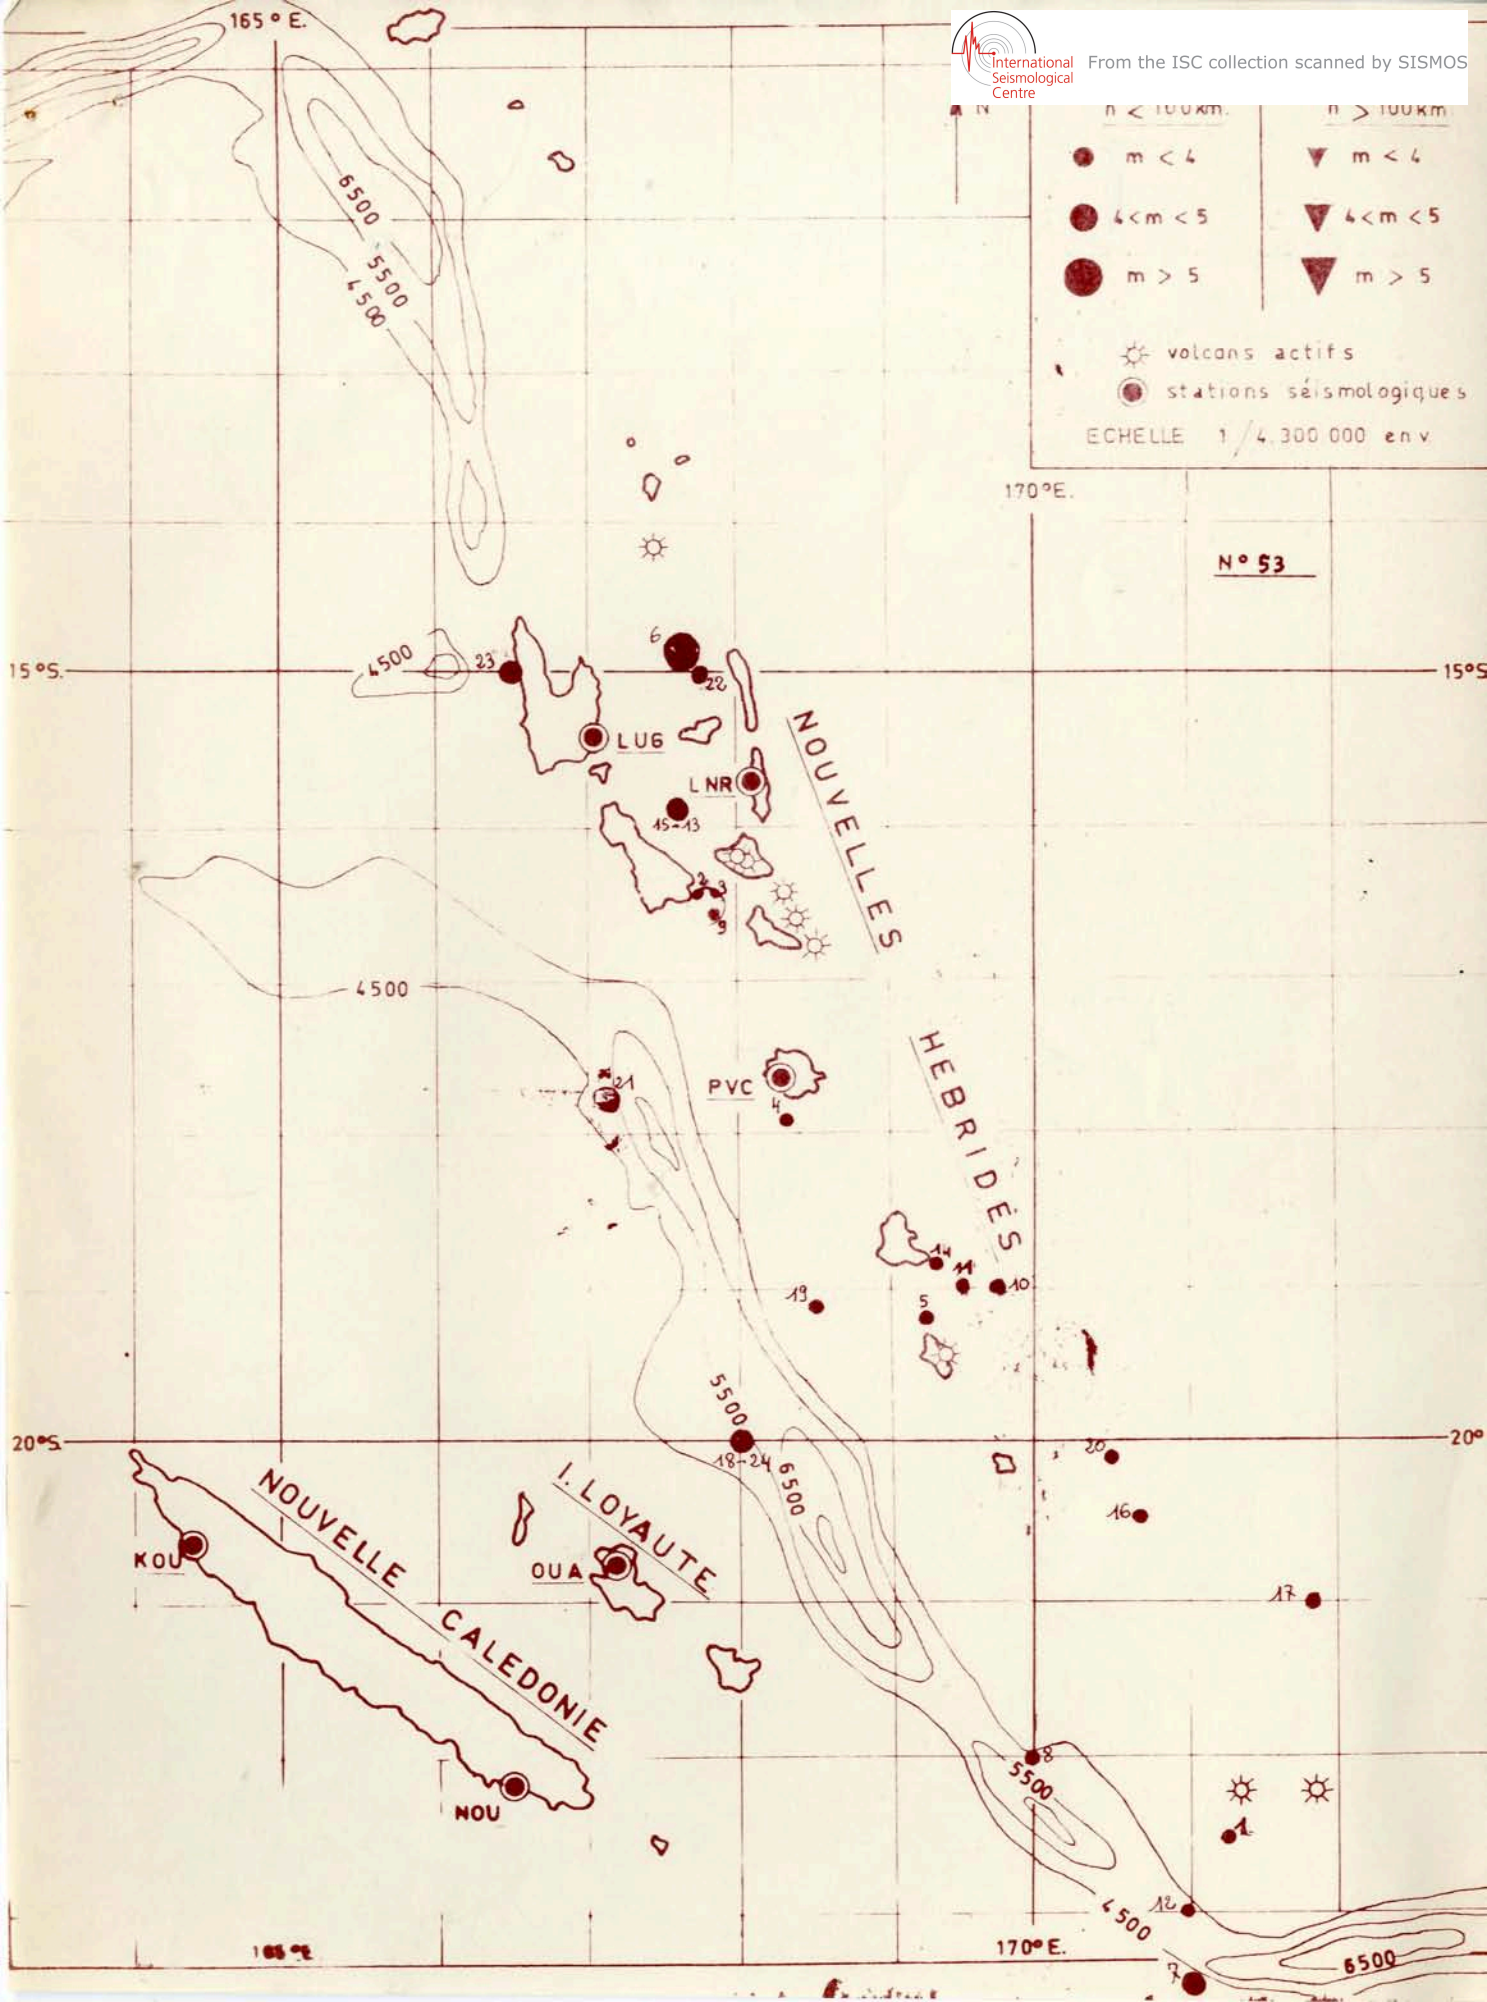 165° E.
International
Seismological
Centre
From the ISC collection scanned by SISMOS
N
h < 100km.
h > 100km
m < 4
m < 4
4<m<5
4<m<5
m > 5
m > 5
volcans actifs
stations séismologiques
ECHELLE 1/4.300 000 env.
6500
5500
4500
170°E.
N° 53
6
15°S.
4500
23
22
15°S
LUG
NOUVELLES
LNR
15-13
2
3
9
4500
HEBRIDES
21
PVC
4
14
11
10
19
5
5500
20°S.
20
20°
18-24
6500
NOUVELLE CALEDONIE
I. LOYAUTE
16
KOU
OUA
17
8
5500
NOU
1
12
4500
165°E
170°E.
6500
7